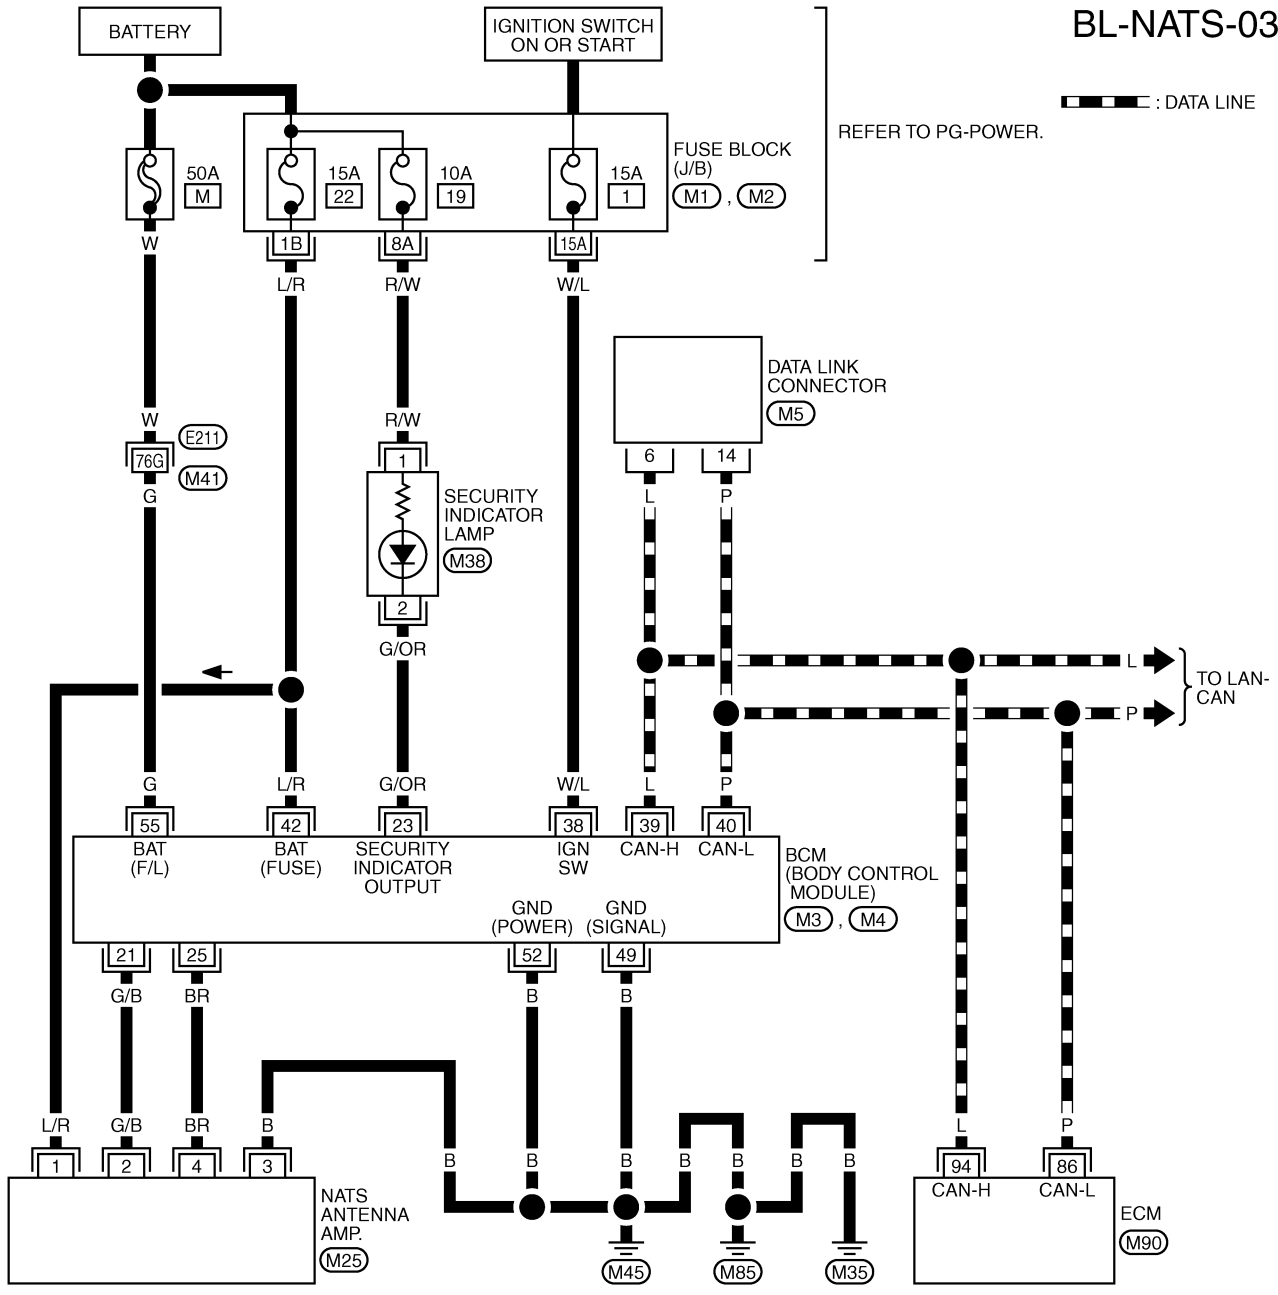 BL-NATS-03
BATTERY
IGNITION SWITCH
ON OR START
: DATA LINE
REFER TO PG-POWER.
50A
M
15A
22
10A
19
15A
1
FUSE BLOCK
(J/B)
M1 , M2
1B
8A
15A
W
L/R
R/W
W/L
DATA LINK
CONNECTOR
M5
W
R/W
E211
76G
M41
1
6
14
G
SECURITY
INDICATOR
LAMP
M38
L
P
2
G/OR
L
P
TO LAN-
CAN
G
L/R
G/OR
W/L
L
P
55
42
23
38
39
40
BAT
(F/L)
BAT
(FUSE)
SECURITY
INDICATOR
OUTPUT
IGN
SW
CAN-H
CAN-L
BCM
(BODY CONTROL
MODULE)
M3 , M4
GND
(POWER)
GND
(SIGNAL)
21
25
52
49
G/B
BR
B
B
L/R
G/B
BR
B
L
P
B
B
B
B
B
B
B
1
2
4
3
94
86
CAN-H
CAN-L
NATS
ANTENNA
AMP.
M25
ECM
M90
M45
M85
M35